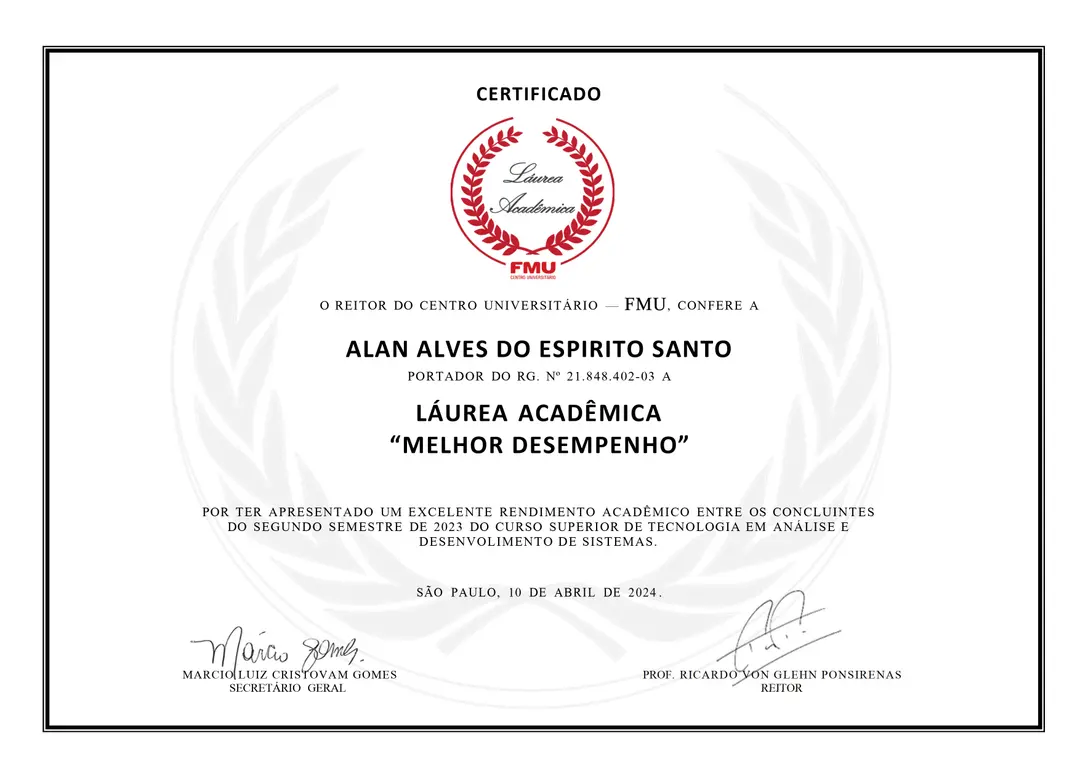 CERTIFICADO
Láurea
Acadêmica
FMU
CENTRO UNIVERSITÁRIO
O REITOR DO CENTRO UNIVERSITÁRIO — FMU, CONFERE A
ALAN ALVES DO ESPIRITO SANTO
PORTADOR DO RG. Nº 21.848.402-03 A
LÁUREA ACADÊMICA
“MELHOR DESEMPENHO”
POR TER APRESENTADO UM EXCELENTE RENDIMENTO ACADÊMICO ENTRE OS CONCLUINTES
DO SEGUNDO SEMESTRE DE 2023 DO CURSO SUPERIOR DE TECNOLOGIA EM ANÁLISE E
DESENVOLIMENTO DE SISTEMAS.
SÃO PAULO, 10 DE ABRIL DE 2024.
Márcio Gomes.
MARCIO LUIZ CRISTOVAM GOMES
SECRETÁRIO GERAL
PROF. RICARDO VON GLEHN PONSIRENAS
REITOR